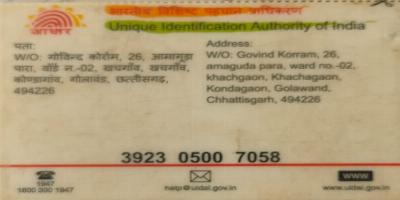 भारतीय विशिष्ट पहचान प्राधिकरण
Unique Identification Authority of India
आधार
पता:
W/O: गोविन्द कोर्राम, 26, आमागुडा
पारा, वॉर्ड न.-02, खचगाँव, खचगाँव,
कोण्डागांव, गोलावंड, छत्तीसगढ़,
494226
Address:
W/O: Govind Korram, 26,
amaguda para, ward no.-02,
khachgaon, Khachagaon,
Kondagaon, Golawand,
Chhattisgarh, 494226
3923 0500 7058
1947
1800 300 1947
help@uidai.gov.in
www
www.uidai.gov.in